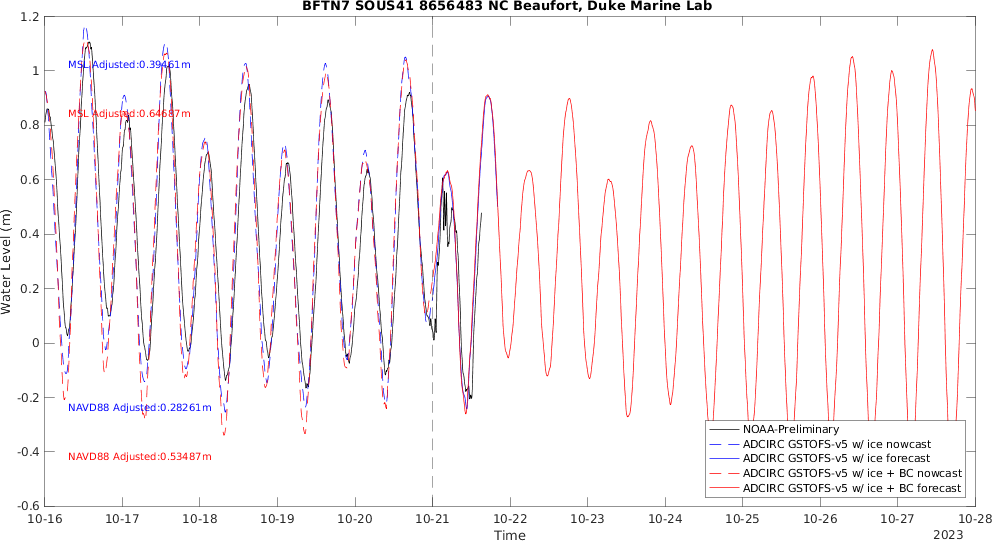 BFTN7 SOUS41 8656483 NC Beaufort, Duke Marine Lab
Water Level (m)
1.2
1
0.8
0.6
0.4
0.2
0
-0.2
-0.4
-0.6
MSL Adjusted:0.39461m
MSL Adjusted:0.64687m
NAVD88 Adjusted:0.28261m
NAVD88 Adjusted:0.53487m
NOAA-Preliminary
ADCIRC GSTOFS-v5 w/ ice nowcast
ADCIRC GSTOFS-v5 w/ ice forecast
ADCIRC GSTOFS-v5 w/ ice + BC nowcast
ADCIRC GSTOFS-v5 w/ ice + BC forecast
10-16 10-17 10-18 10-19 10-20 10-21 10-22 10-23 10-24 10-25 10-26 10-27 10-28
Time
2023